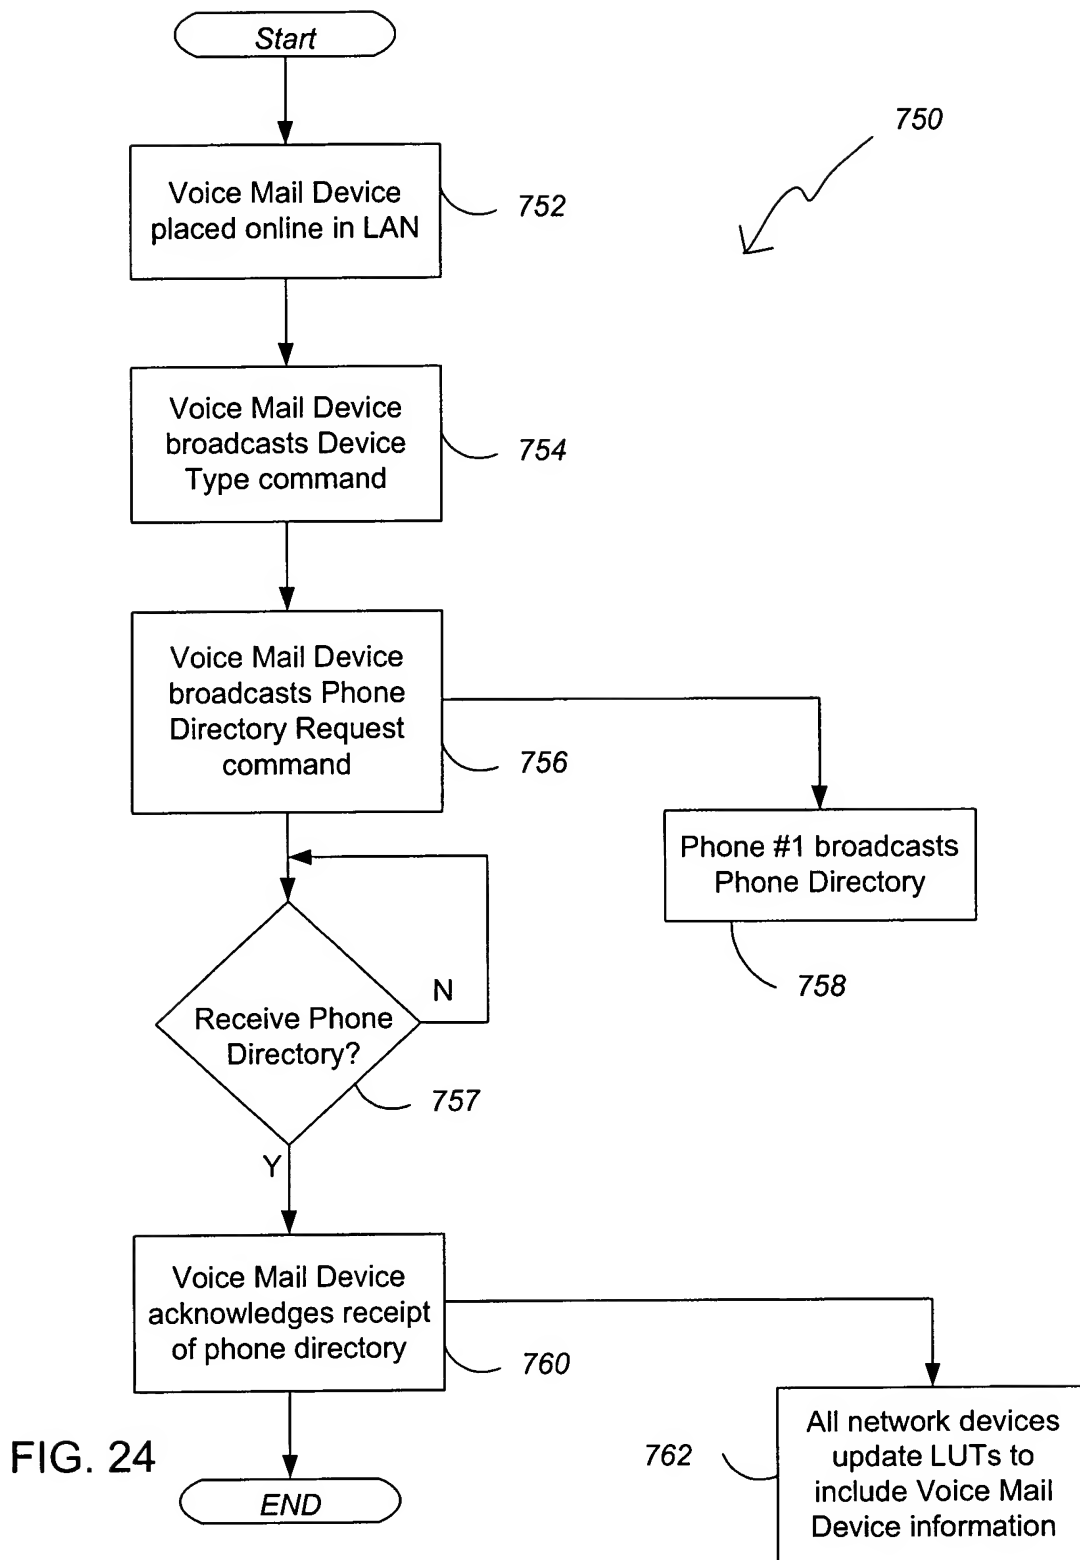 Start
750
Voice Mail Device
placed online in LAN
752
Voice Mail Device
broadcasts Device
Type command
754
Voice Mail Device
broadcasts Phone
Directory Request
command
756
Phone #1 broadcasts
Phone Directory
758
N
Receive Phone
Directory?
757
Y
Voice Mail Device
acknowledges receipt
of phone directory
760
All network devices
update LUTs to
include Voice Mail
Device information
762
FIG. 24
END